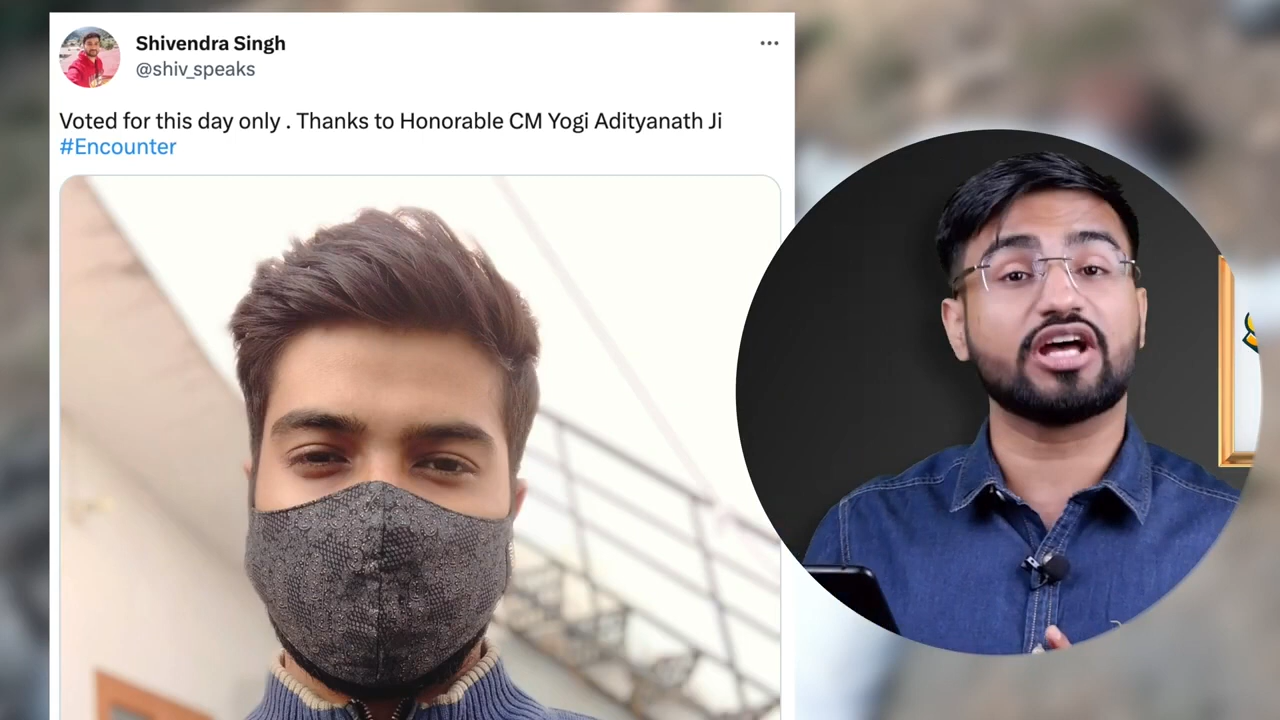 Shivendra Singh
@shiv_speaks
Voted for this day only . Thanks to Honorable CM Yogi Adityanath Ji
#Encounter